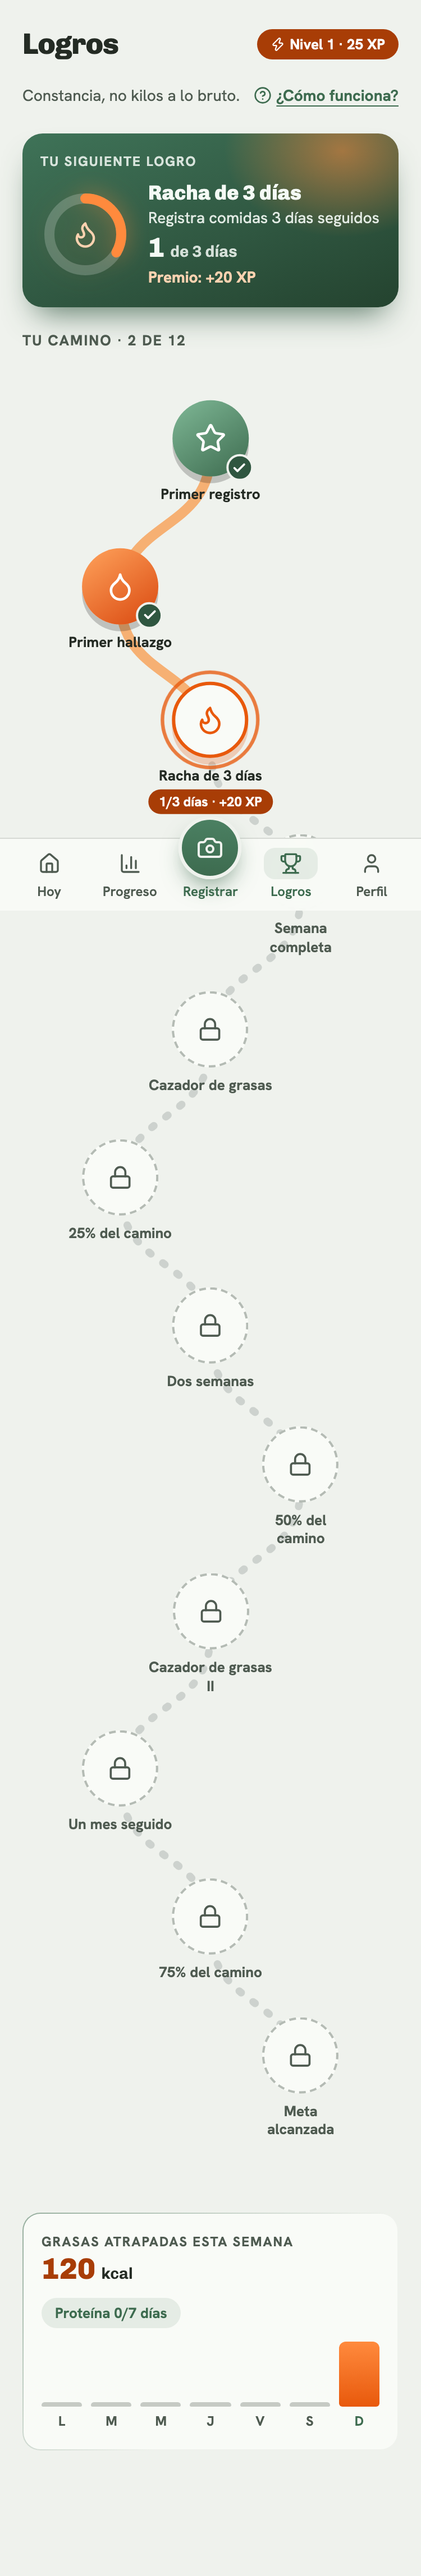 Logros
Nivel 1 · 25 XP
Constancia, no kilos a lo bruto.
¿Cómo funciona?
TU SIGUIENTE LOGRO
Racha de 3 días
Registra comidas 3 días seguidos
1 de 3 días
Premio: +20 XP
TU CAMINO · 2 DE 12
Primer registro
Primer hallazgo
Racha de 3 días
1/3 días · +20 XP
Hoy
Progreso
Registrar
Logros
Perfil
Semana
completa
Cazador de grasas
25% del camino
Dos semanas
50% del
camino
Cazador de grasas
II
Un mes seguido
75% del camino
Meta
alcanzada
GRASAS ATRAPADAS ESTA SEMANA
120 kcal
Proteína 0/7 días
L M M J V S D